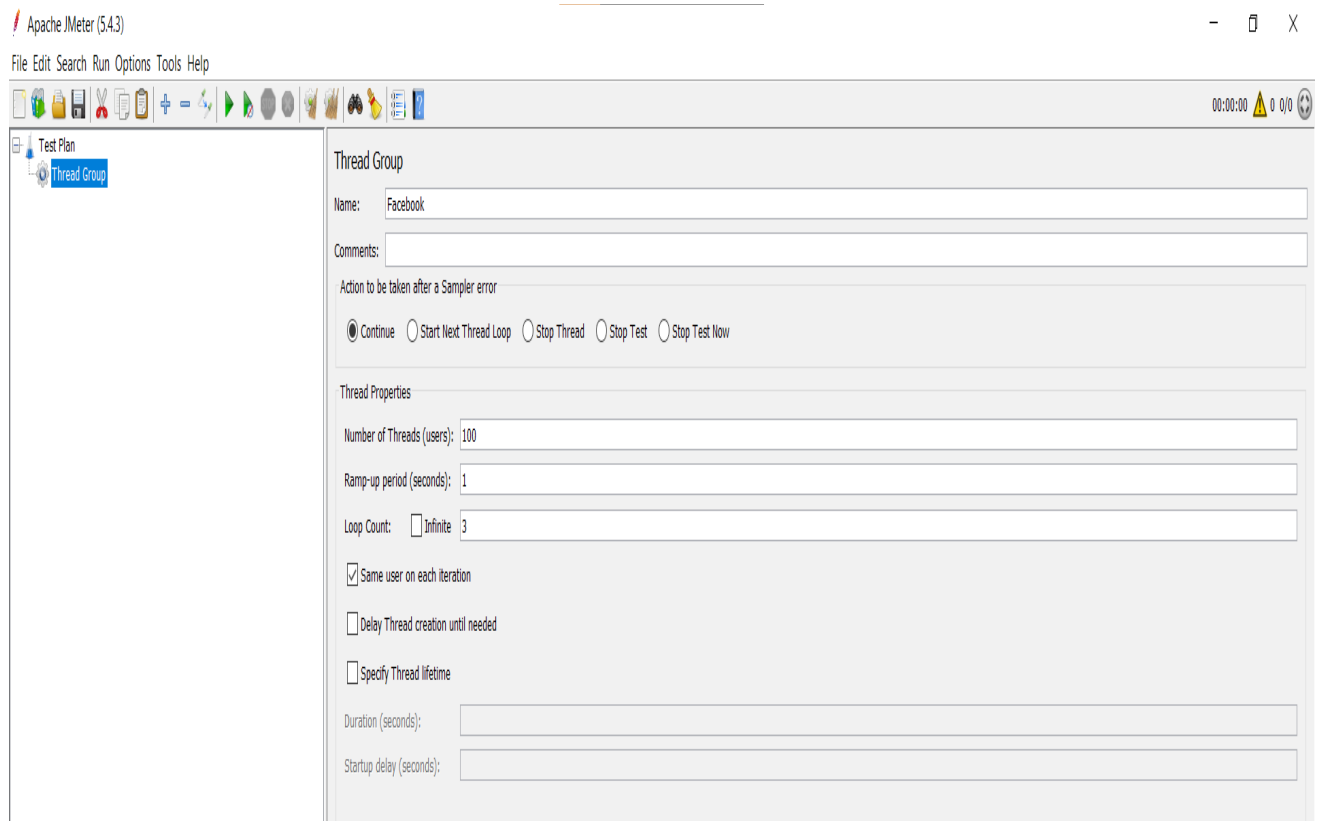 Apache JMeter (5.4.3)
File Edit Search Run Options Tools Help
00:00:00 0 0/0
Test Plan
Thread Group
Thread Group
Name: Facebook
Comments:
Action to be taken after a Sampler error
Continue Start Next Thread Loop Stop Thread Stop Test Stop Test Now
Thread Properties
Number of Threads (users): 100
Ramp-up period (seconds): 1
Loop Count: Infinite 3
Same user on each iteration
Delay Thread creation until needed
Specify Thread lifetime
Duration (seconds):
Startup delay (seconds):